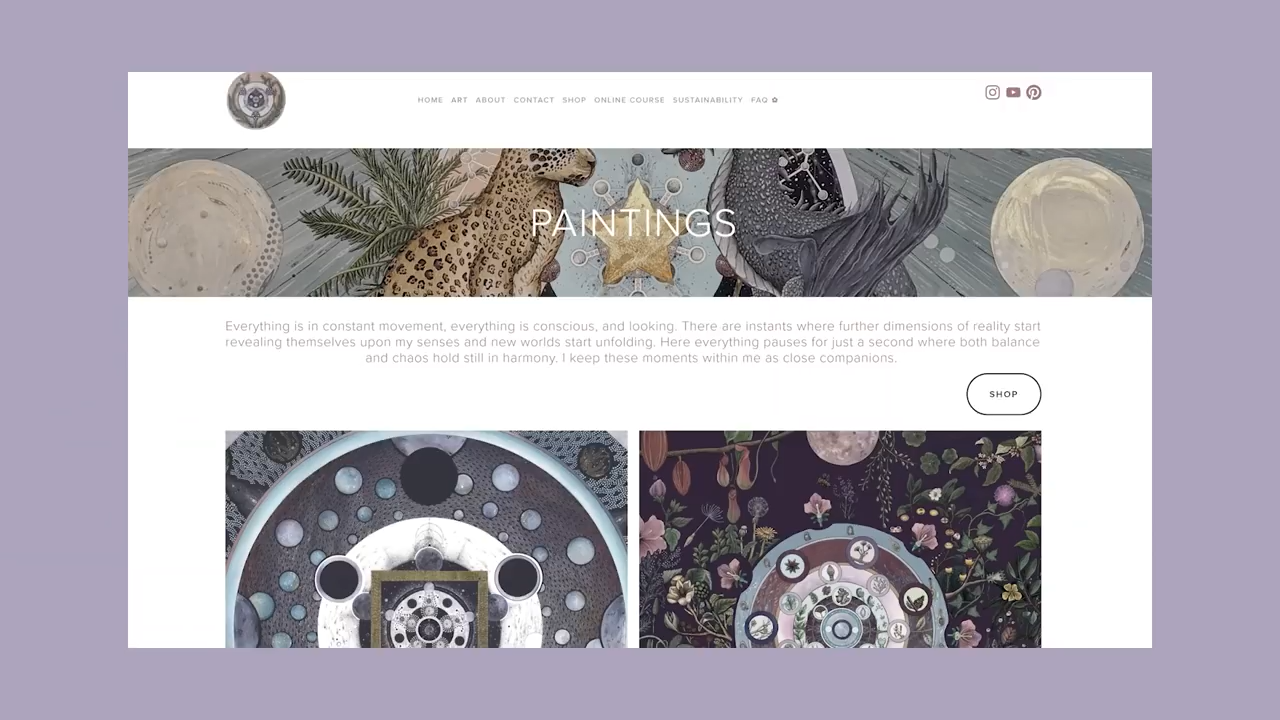 HOME ART ABOUT CONTACT SHOP ONLINE COURSE SUSTAINABILITY FAQ ✿
PAINTINGS
Everything is in constant movement, everything is conscious, and looking. There are instants where further dimensions of reality start
revealing themselves upon my senses and new worlds start unfolding. Here everything pauses for just a second where both balance
and chaos hold still in harmony. I keep these moments within me as close companions.
SHOP